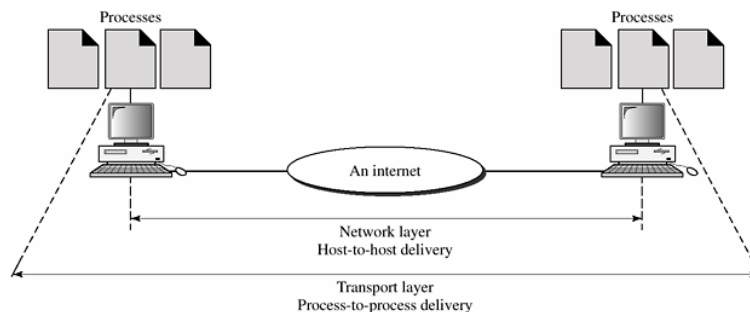 Processes
Processes
An internet
Network layer
Host-to-host delivery
Transport layer
Process-to-process delivery